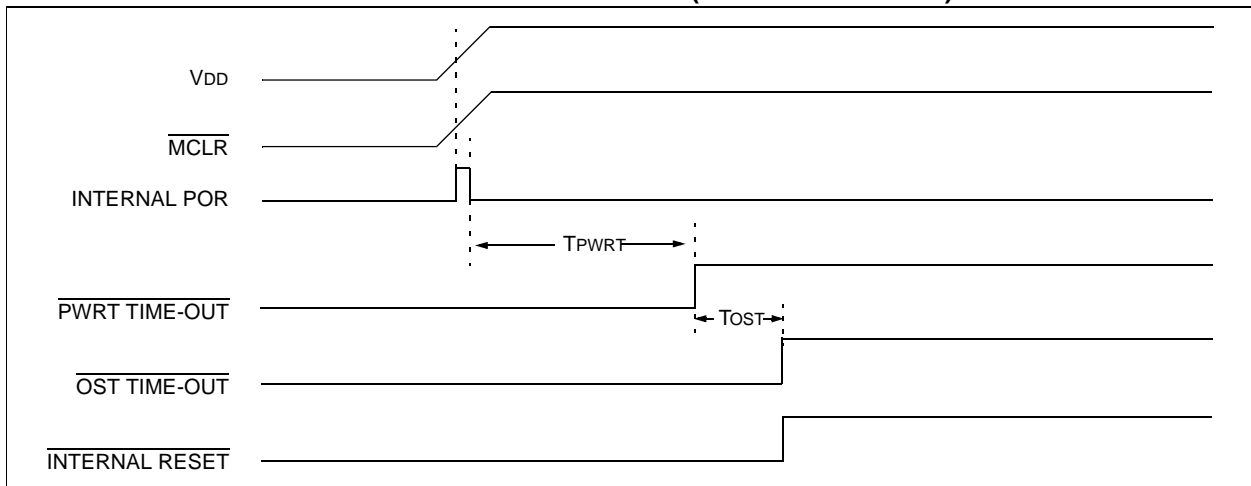 VDD
MCLR
INTERNAL POR
TPWRT
PWRT TIME-OUT
TOST
OST TIME-OUT
INTERNAL RESET